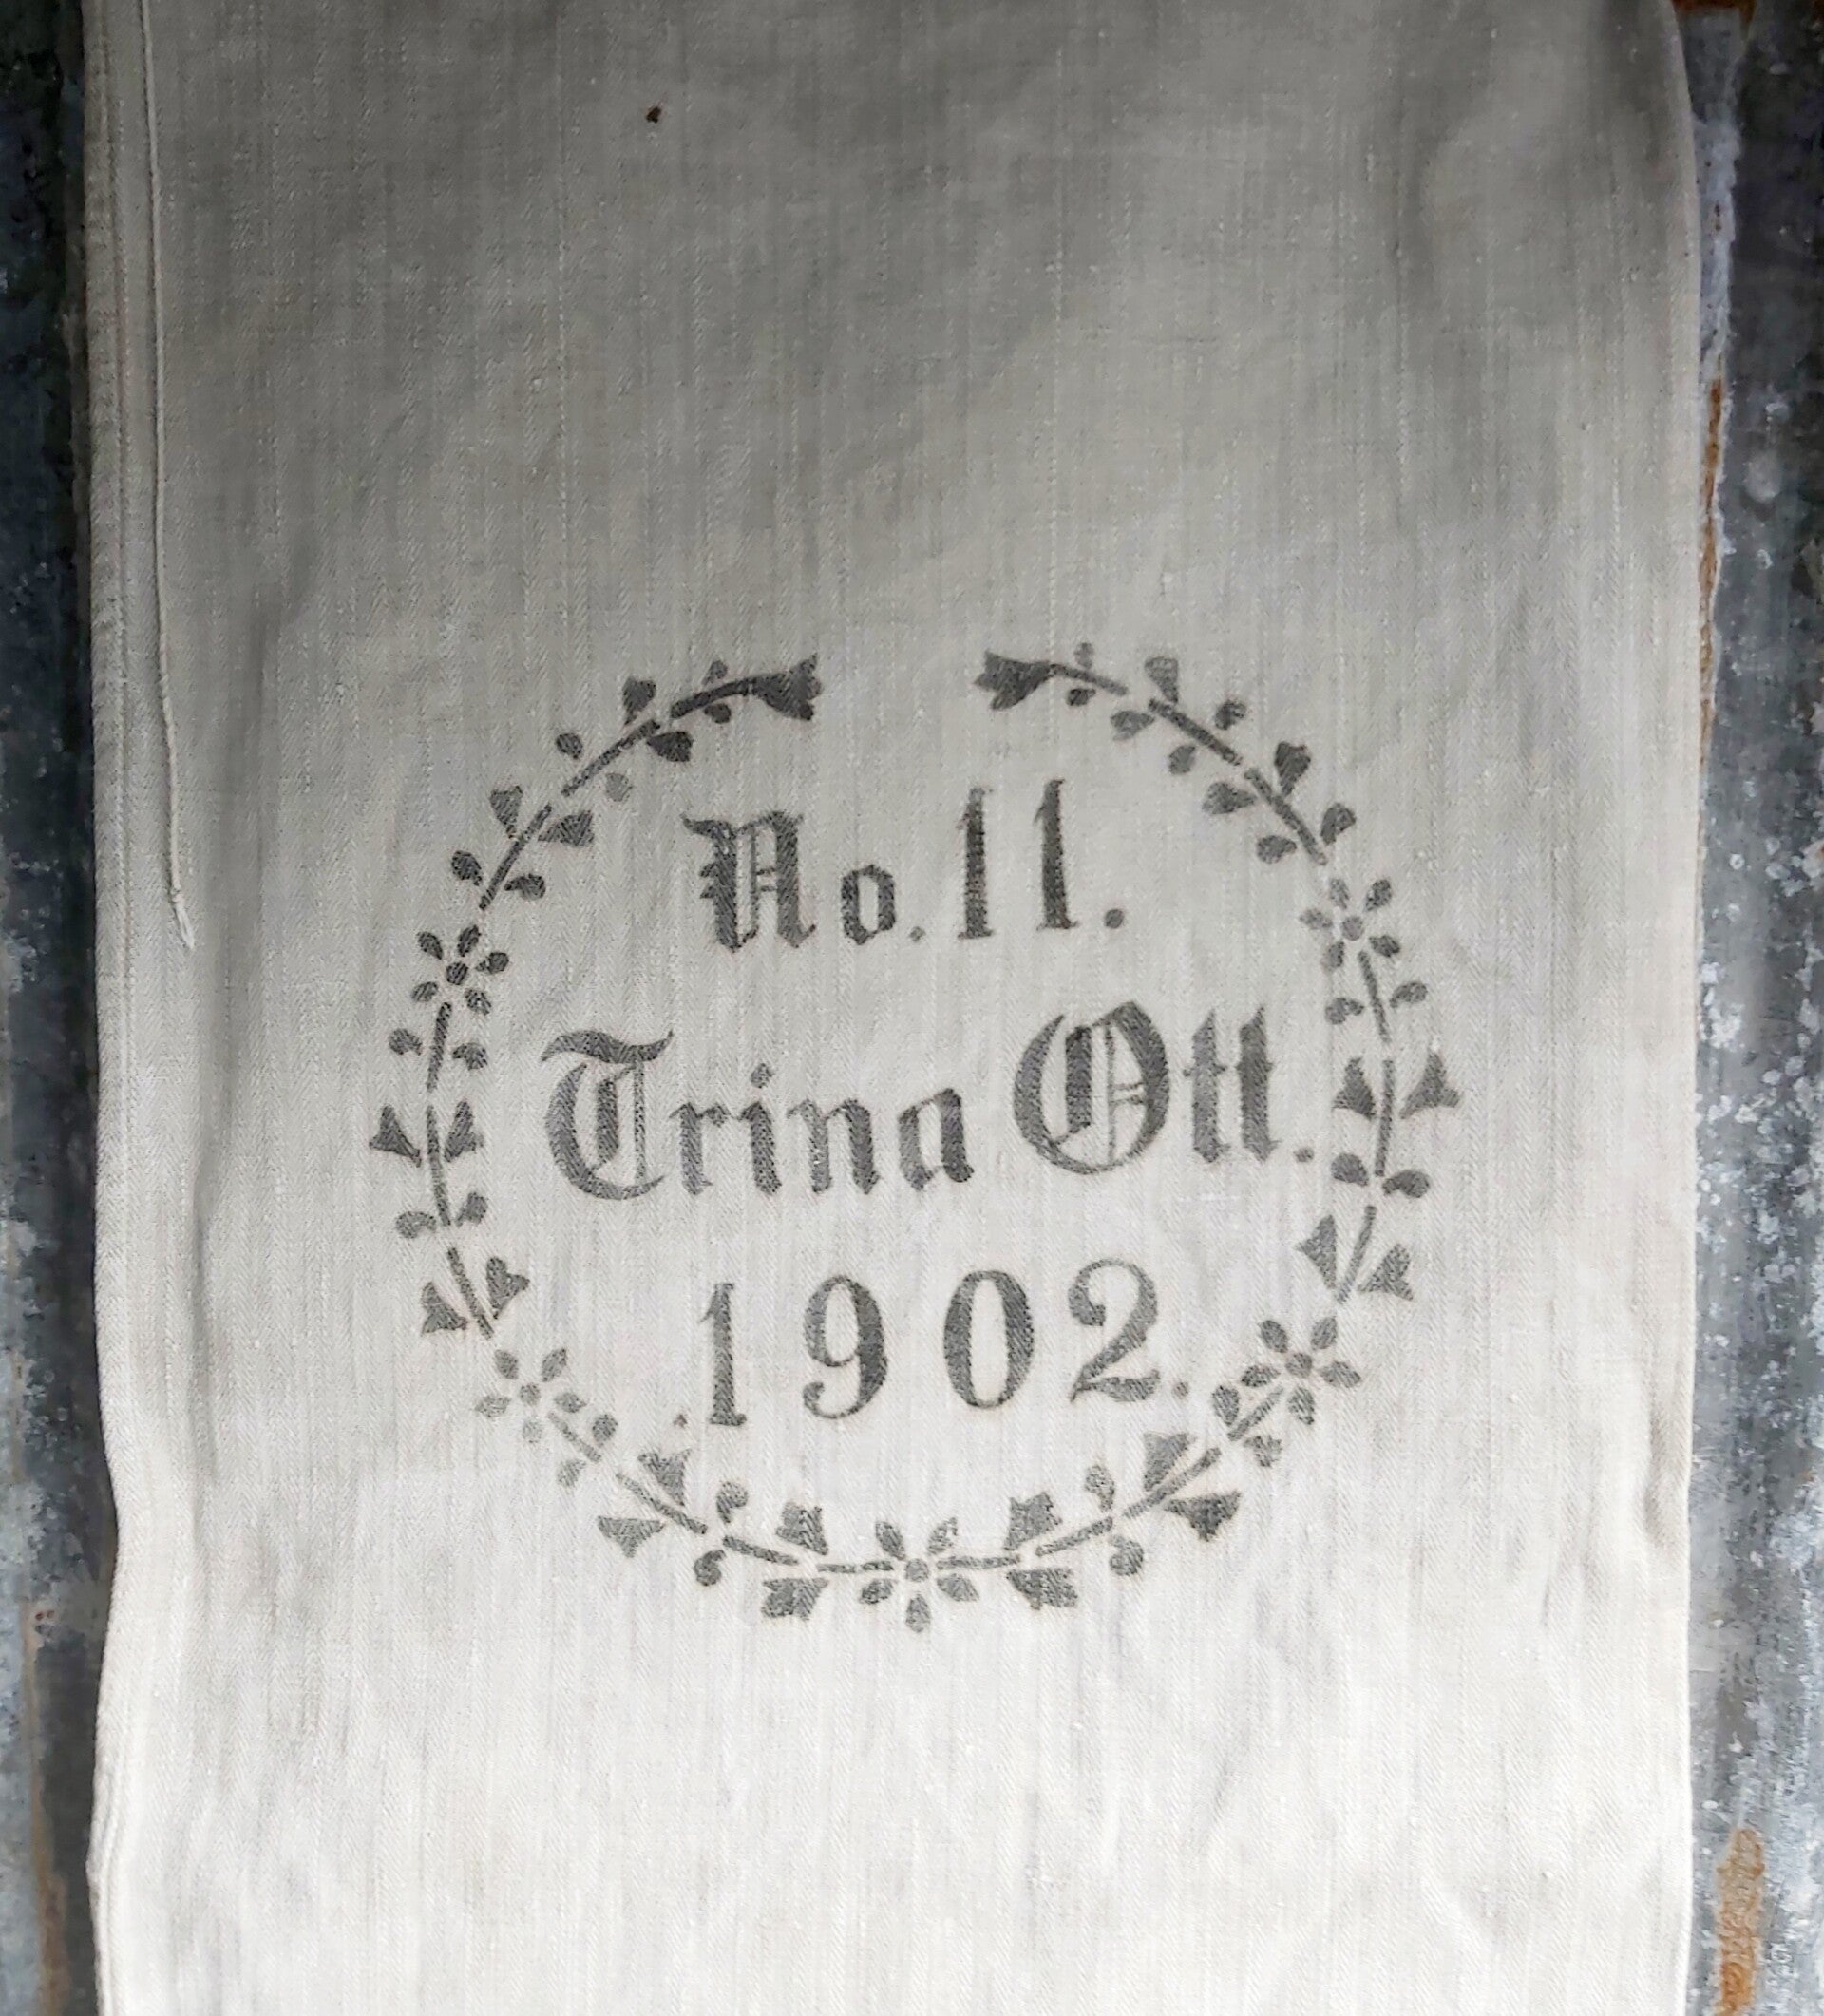 No. 11.
Trina Ott.
.1902.